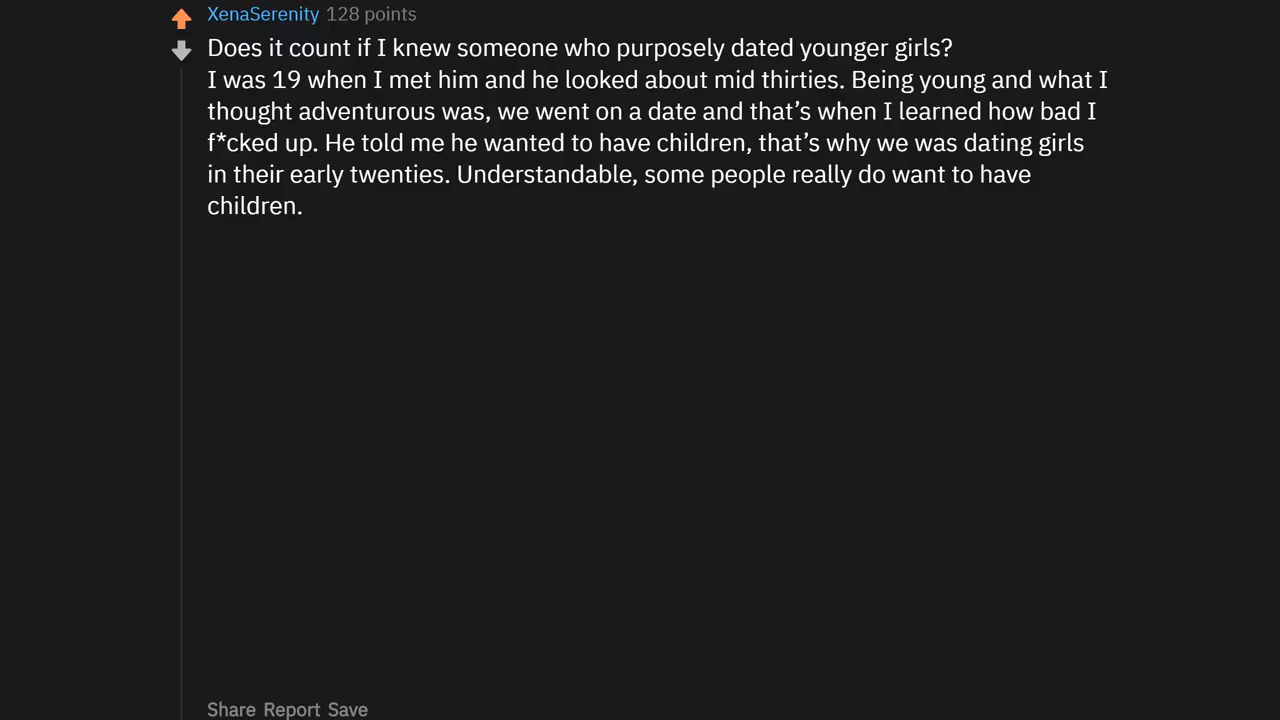 XenaSerenity 128 points
Does it count if I knew someone who purposely dated younger girls?
I was 19 when I met him and he looked about mid thirties. Being young and what I
thought adventurous was, we went on a date and that’s when I learned how bad I
f*cked up. He told me he wanted to have children, that’s why we was dating girls
in their early twenties. Understandable, some people really do want to have
children.
Share Report Save